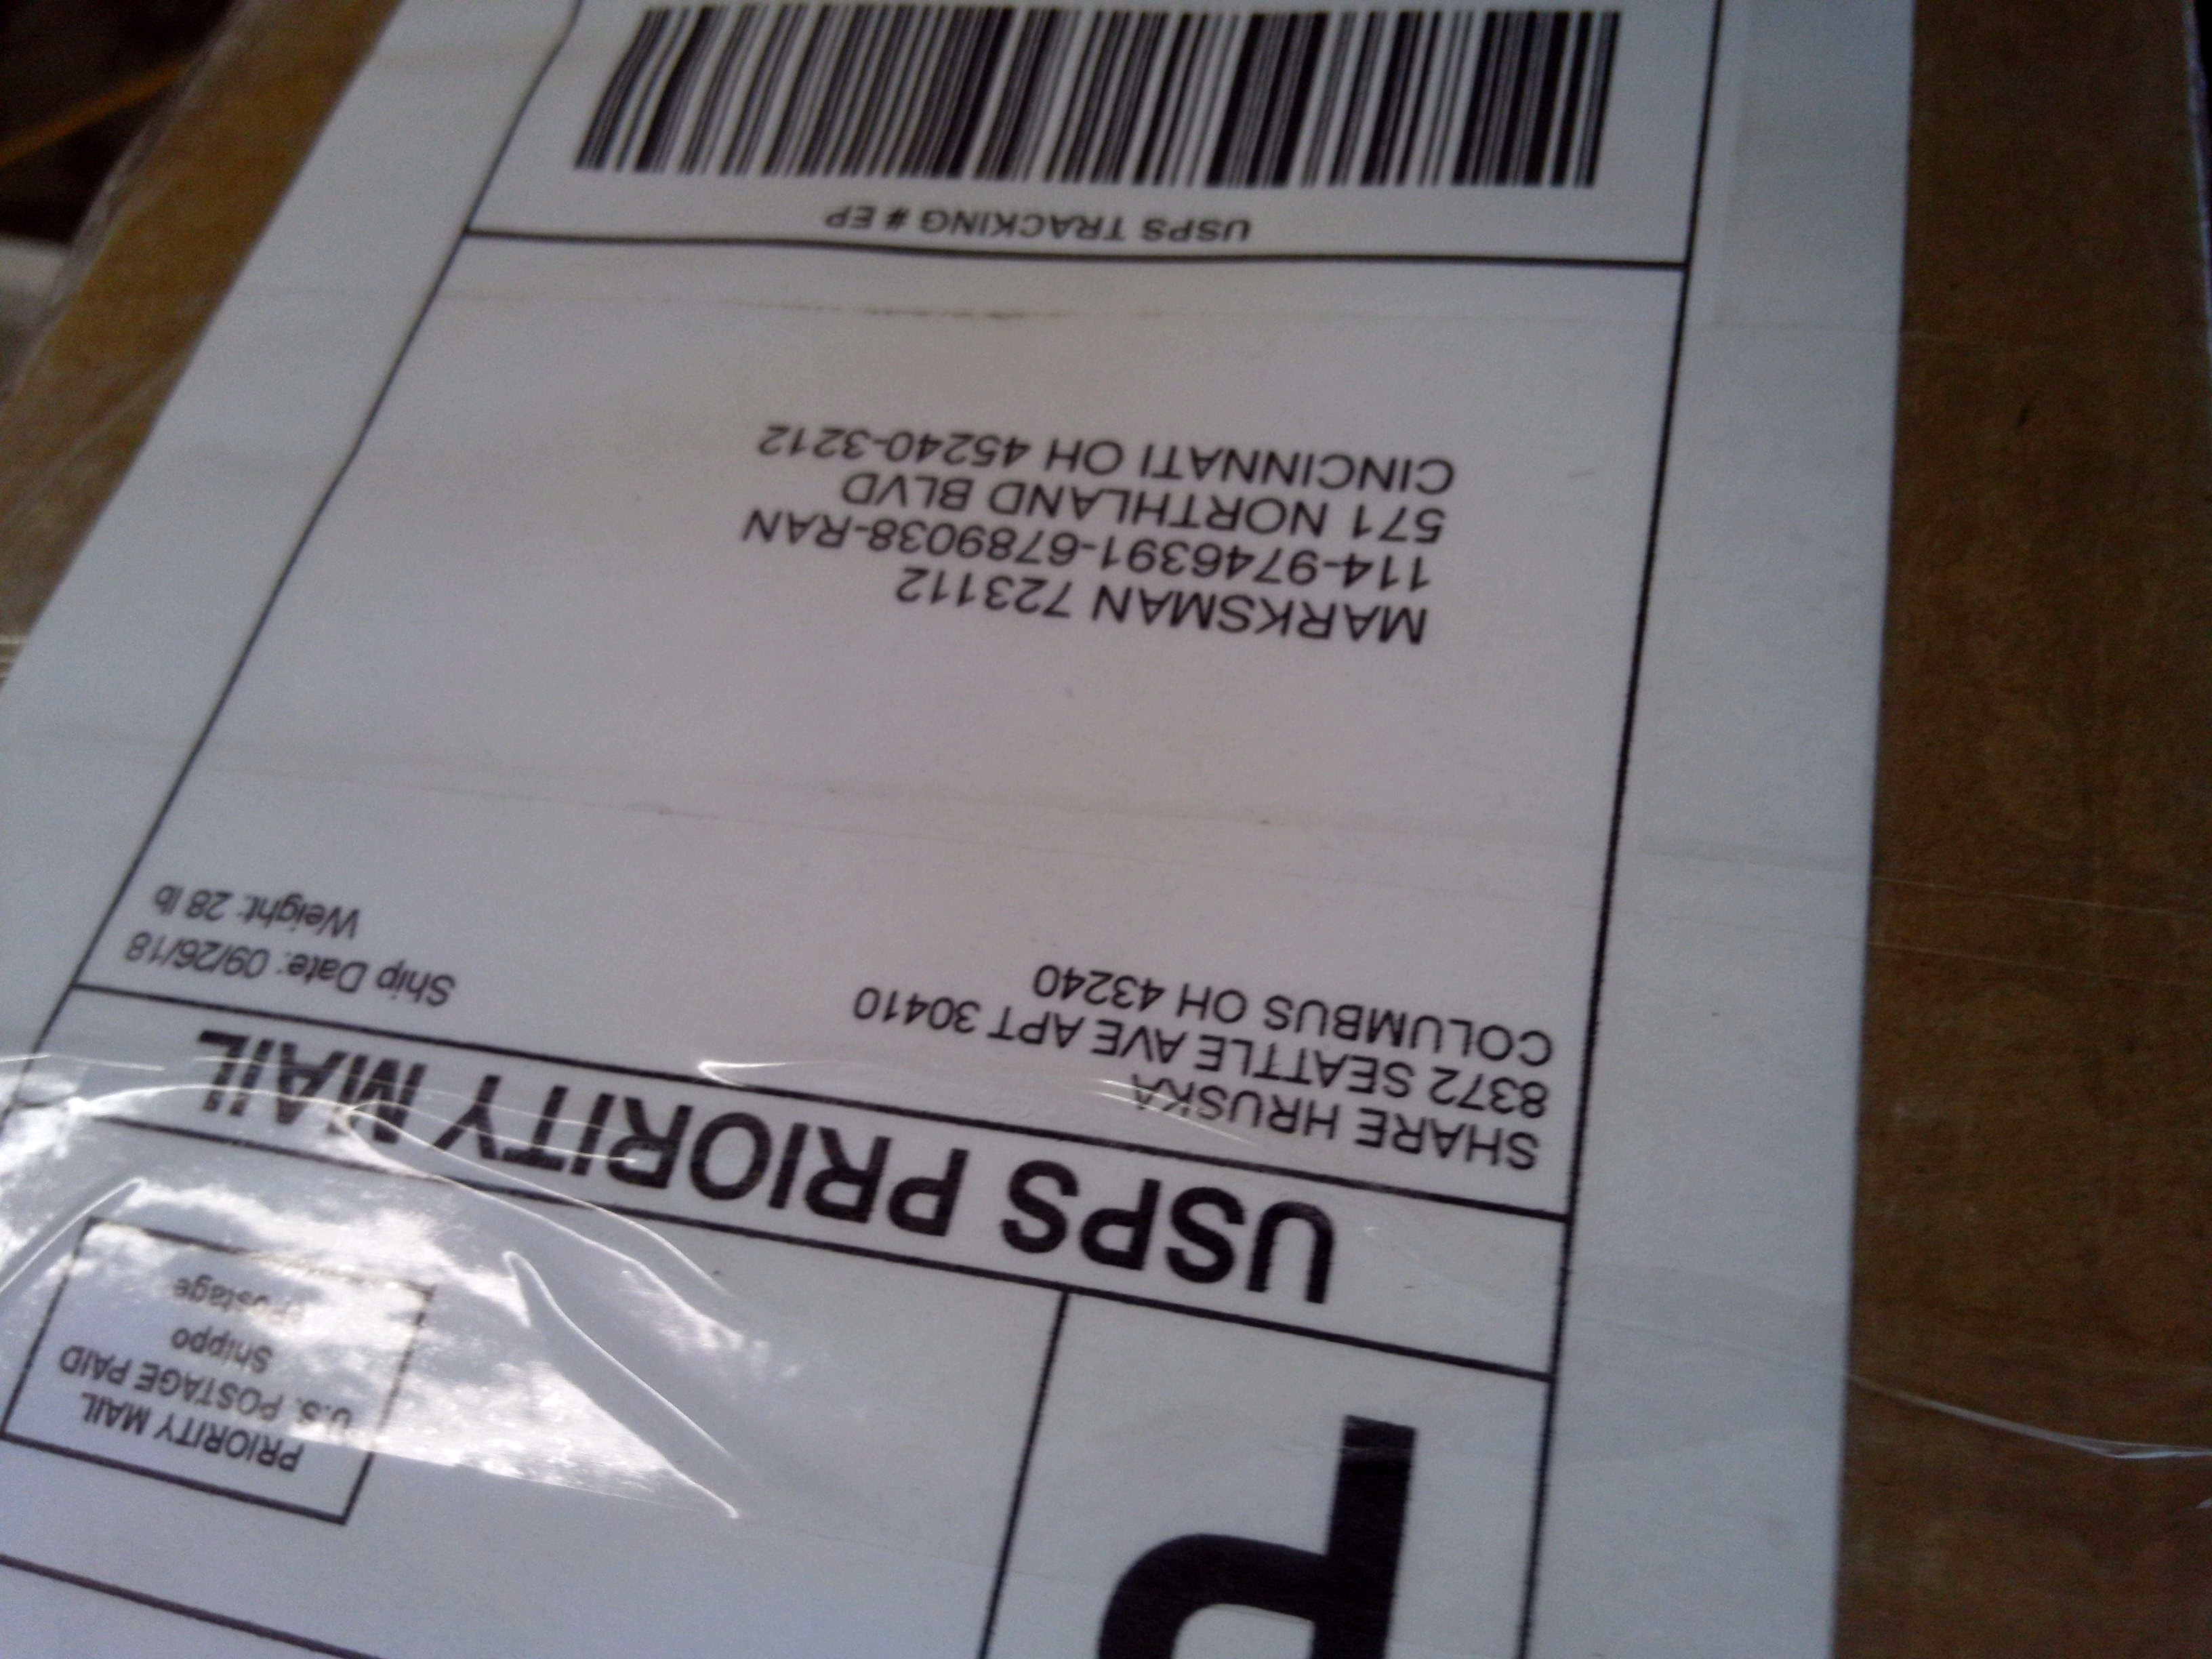 P
PRIORITY MAIL
U.S. POSTAGE PAID
Shippo
ePostage
USPS PRIORITY MAIL
SHARE HRUSKA
8372 SEATTLE AVE APT 30410
COLUMBUS OH 43240
Ship Date: 09/26/18
Weight: 28 lb
MARKSMAN 723112
114-9746391-6789038-RAN
571 NORTHLAND BLVD
CINCINNATI OH 45240-3212
USPS TRACKING # EP